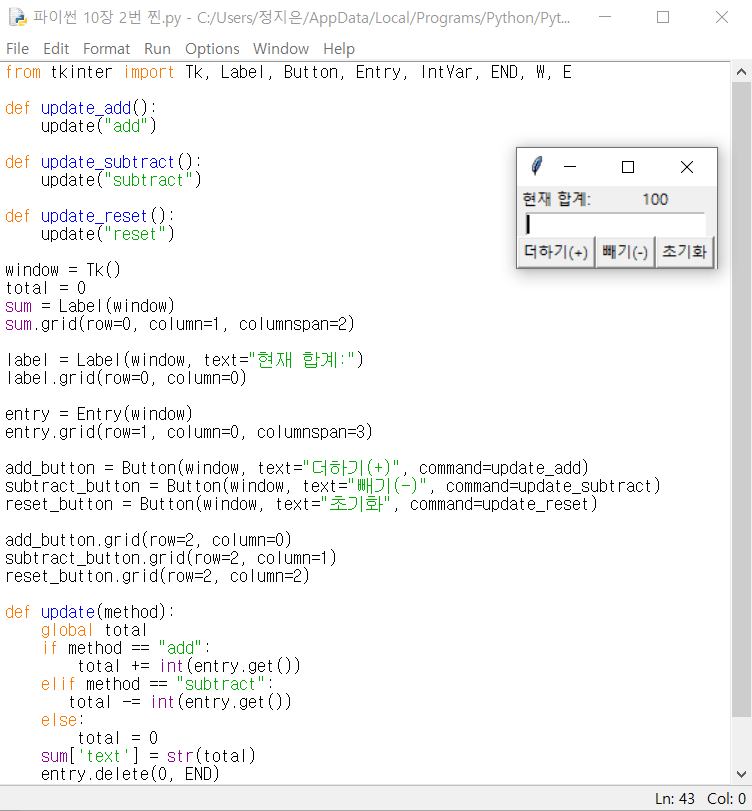 파이썬 10장 2번 찐.py - C:/Users/정지은/AppData/Local/Programs/Python/Pyt...
File Edit Format Run Options Window Help
from tkinter import Tk, Label, Button, Entry, IntVar, END, W, E
def update_add():
    update("add")
def update_subtract():
    update("subtract")
def update_reset():
    update("reset")
window = Tk()
total = 0
sum = Label(window)
sum.grid(row=0, column=1, columnspan=2)
label = Label(window, text="현재 합계:")
label.grid(row=0, column=0)
entry = Entry(window)
entry.grid(row=1, column=0, columnspan=3)
add_button = Button(window, text="더하기(+)", command=update_add)
subtract_button = Button(window, text="빼기(-)", command=update_subtract)
reset_button = Button(window, text="초기화", command=update_reset)
add_button.grid(row=2, column=0)
subtract_button.grid(row=2, column=1)
reset_button.grid(row=2, column=2)
def update(method):
    global total
    if method == "add":
        total += int(entry.get())
    elif method == "subtract":
       total -= int(entry.get())
    else:
        total = 0
    sum['text'] = str(total)
    entry.delete(0, END)
현재 합계: 100
더하기(+) 빼기(-) 초기화
Ln: 43 Col: 0